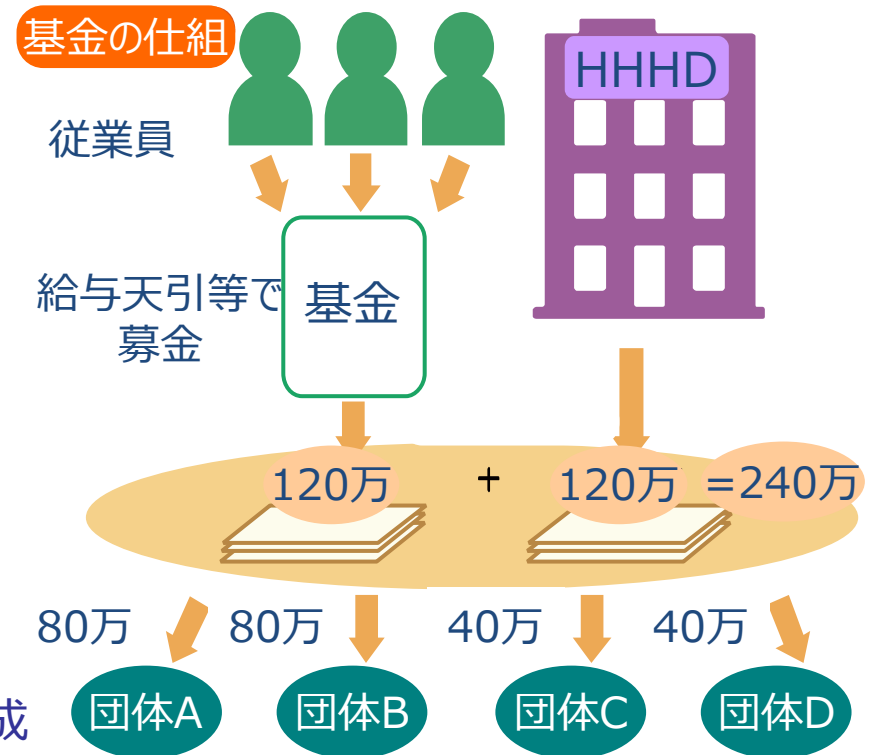 基金の仕組
HHHD
従業員
給与天引等で
募金
基金
120万 + 120万 =240万
80万 80万 40万 40万
団体A 団体B 団体C 団体D
成